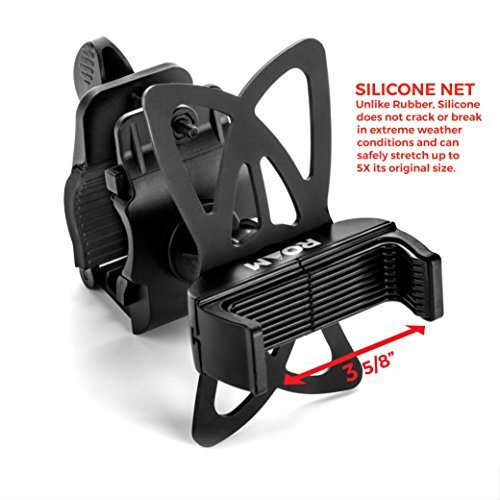 SILICONE NET
Unlike Rubber, Silicone
does not crack or break
in extreme weather
conditions and can
safely stretch up to
5X its original size.
ROAM
3 5/8"